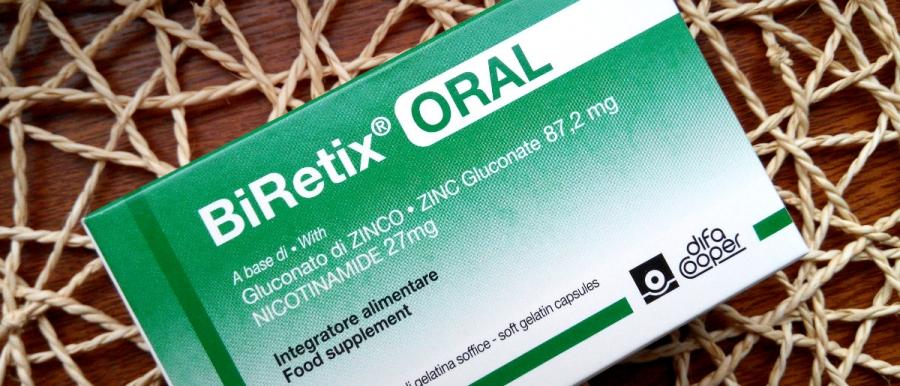 BiRetix® ORAL
A base di • With
Gluconato di ZINCO • ZINC Gluconate 87,2 mg
NICOTINAMIDE 27mg
Integratore alimentare
Food supplement
di gelatina soffice - soft gelatin capsules
difa
cooper